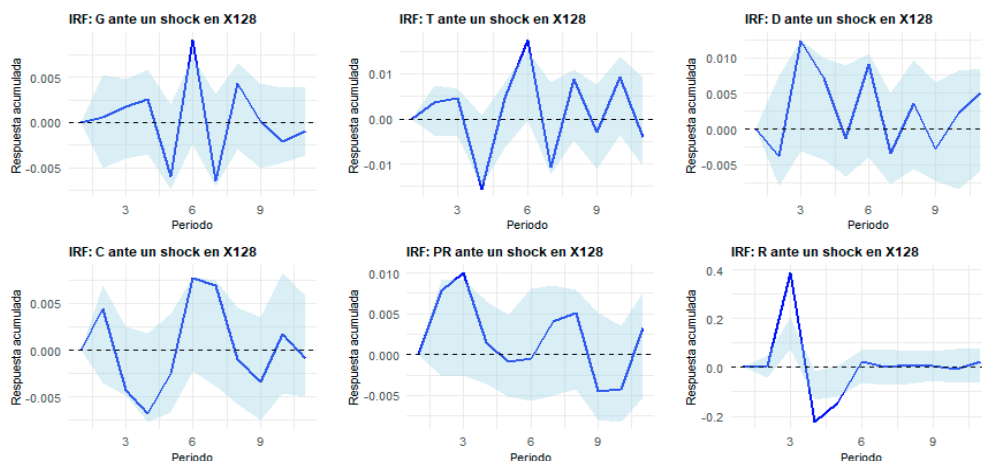 IRF: G ante un shock en X128
Respuesta acumulada
0.005
0.000
-0.005
3
6
9
Periodo
IRF: T ante un shock en X128
Respuesta acumulada
0.01
0.00
-0.01
3
6
9
Periodo
IRF: D ante un shock en X128
Respuesta acumulada
0.010
0.005
0.000
-0.005
3
6
9
Periodo
IRF: C ante un shock en X128
Respuesta acumulada
0.005
0.000
-0.005
3
6
9
Periodo
IRF: PR ante un shock en X128
Respuesta acumulada
0.010
0.005
0.000
-0.005
3
6
9
Periodo
IRF: R ante un shock en X128
Respuesta acumulada
0.4
0.2
0.0
-0.2
3
6
9
Periodo